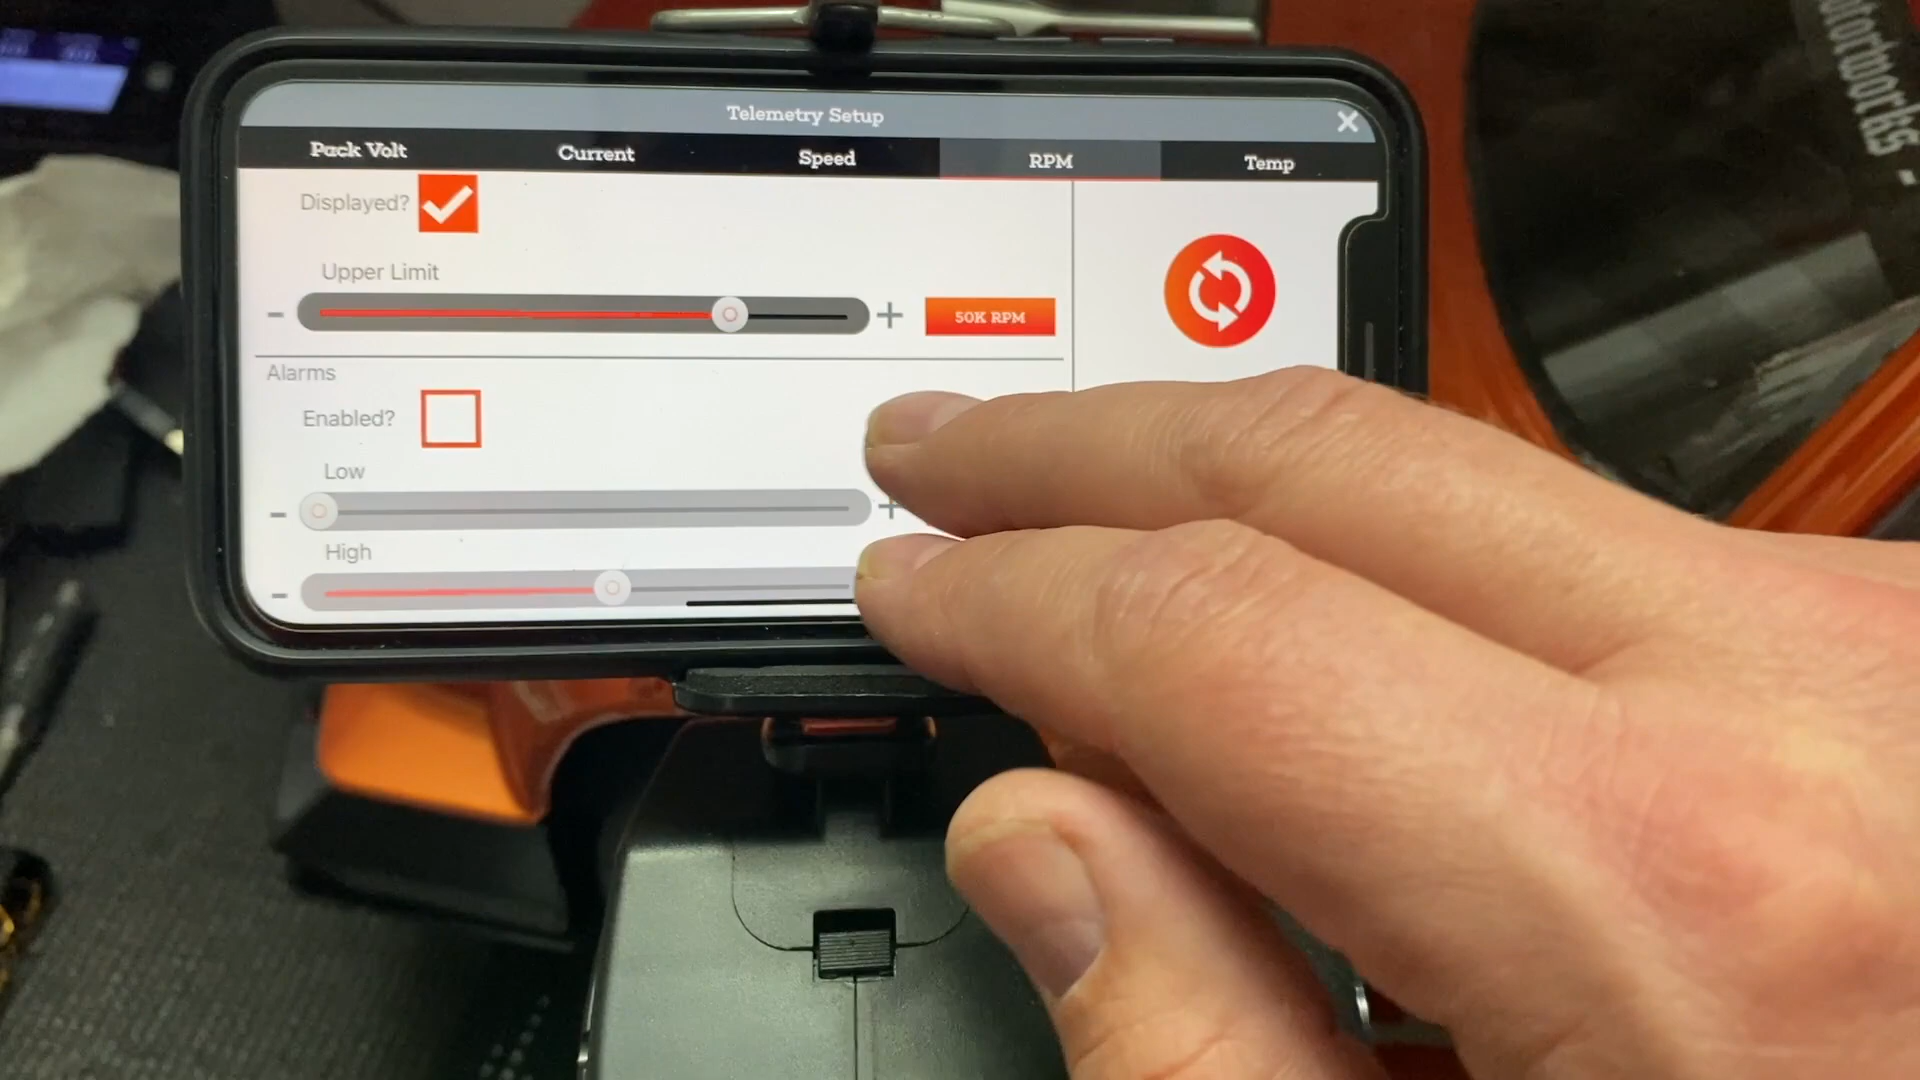 Telemetry Setup
Pack Volt
Current
Speed
RPM
Temp
Displayed?
Upper Limit
50K RPM
Alarms
Enabled?
Low
High